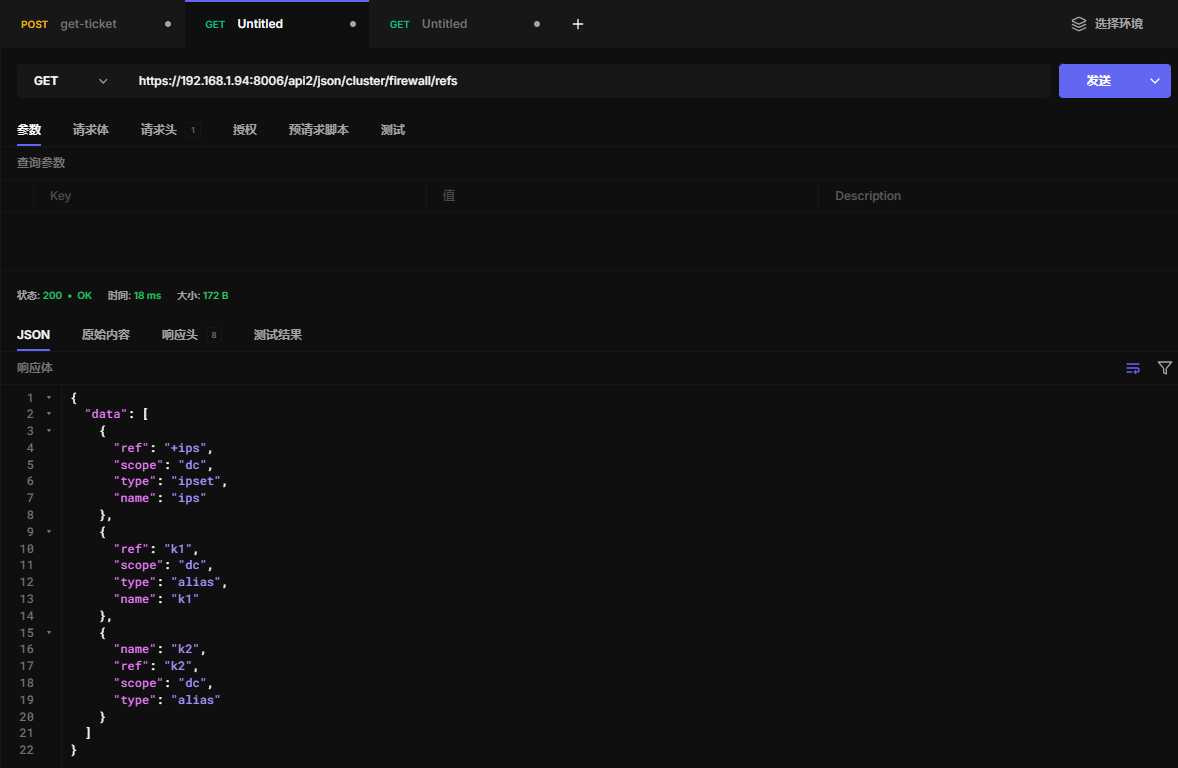 POST get-ticket GET Untitled GET Untitled + 选择环境
GET https://192.168.1.94:8006/api2/json/cluster/firewall/refs 发送
参数 请求体 请求头 1 授权 预请求脚本 测试
查询参数
Key 值 Description
状态: 200 • OK 时间: 18 ms 大小: 172 B
JSON 原始内容 响应头 8 测试结果
响应体
1 {
2 "data": [
3 {
4 "ref": "+ips",
5 "scope": "dc",
6 "type": "ipset",
7 "name": "ips"
8 },
9 {
10 "ref": "k1",
11 "scope": "dc",
12 "type": "alias",
13 "name": "k1"
14 },
15 {
16 "name": "k2",
17 "ref": "k2",
18 "scope": "dc",
19 "type": "alias"
20 }
21 ]
22 }